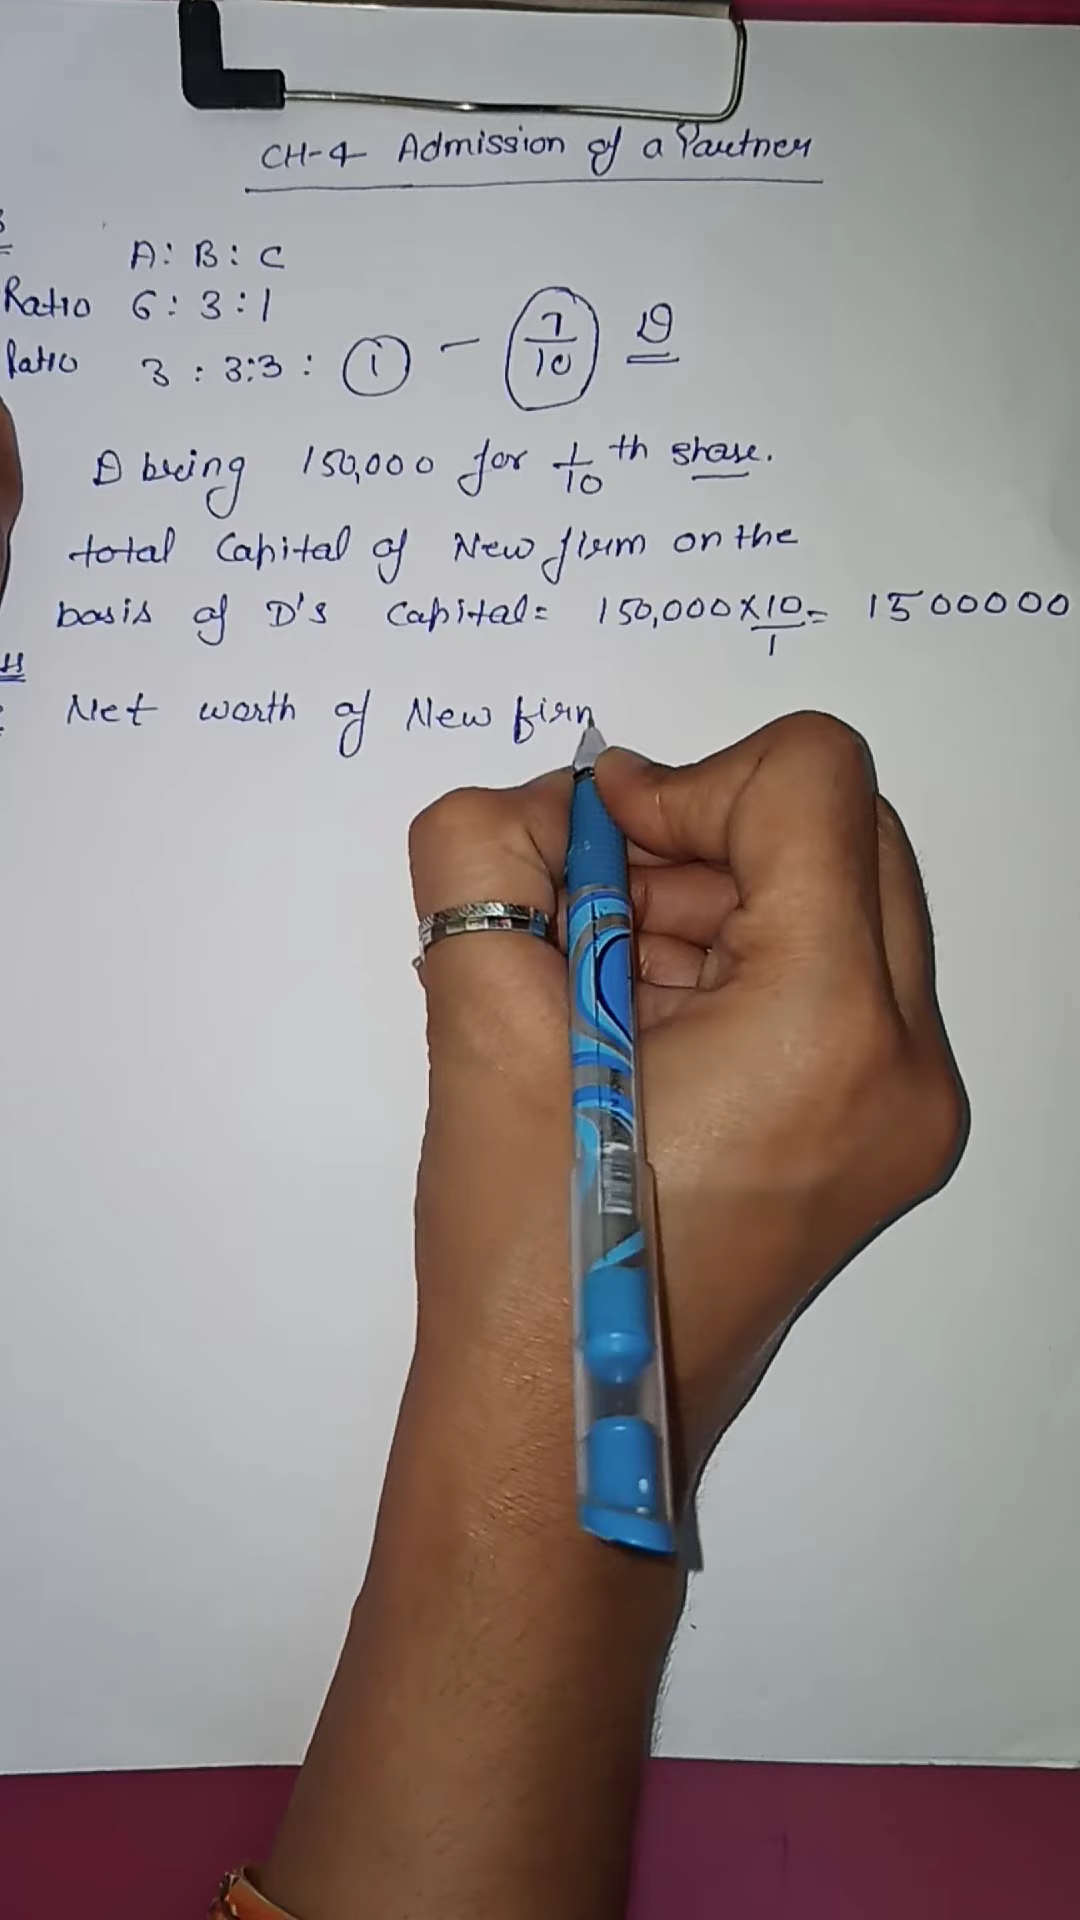 CH-4 Admission of a Partner
A: B: C
Ratio 6: 3:1
Ratio 3 : 3:3 : 1 - 1/10 D
D bring 150,000 for 1/10 th share.
total Capital of New firm on the
basis of D's Capital= 150,000×10/1= 1500000
Net worth of New firm